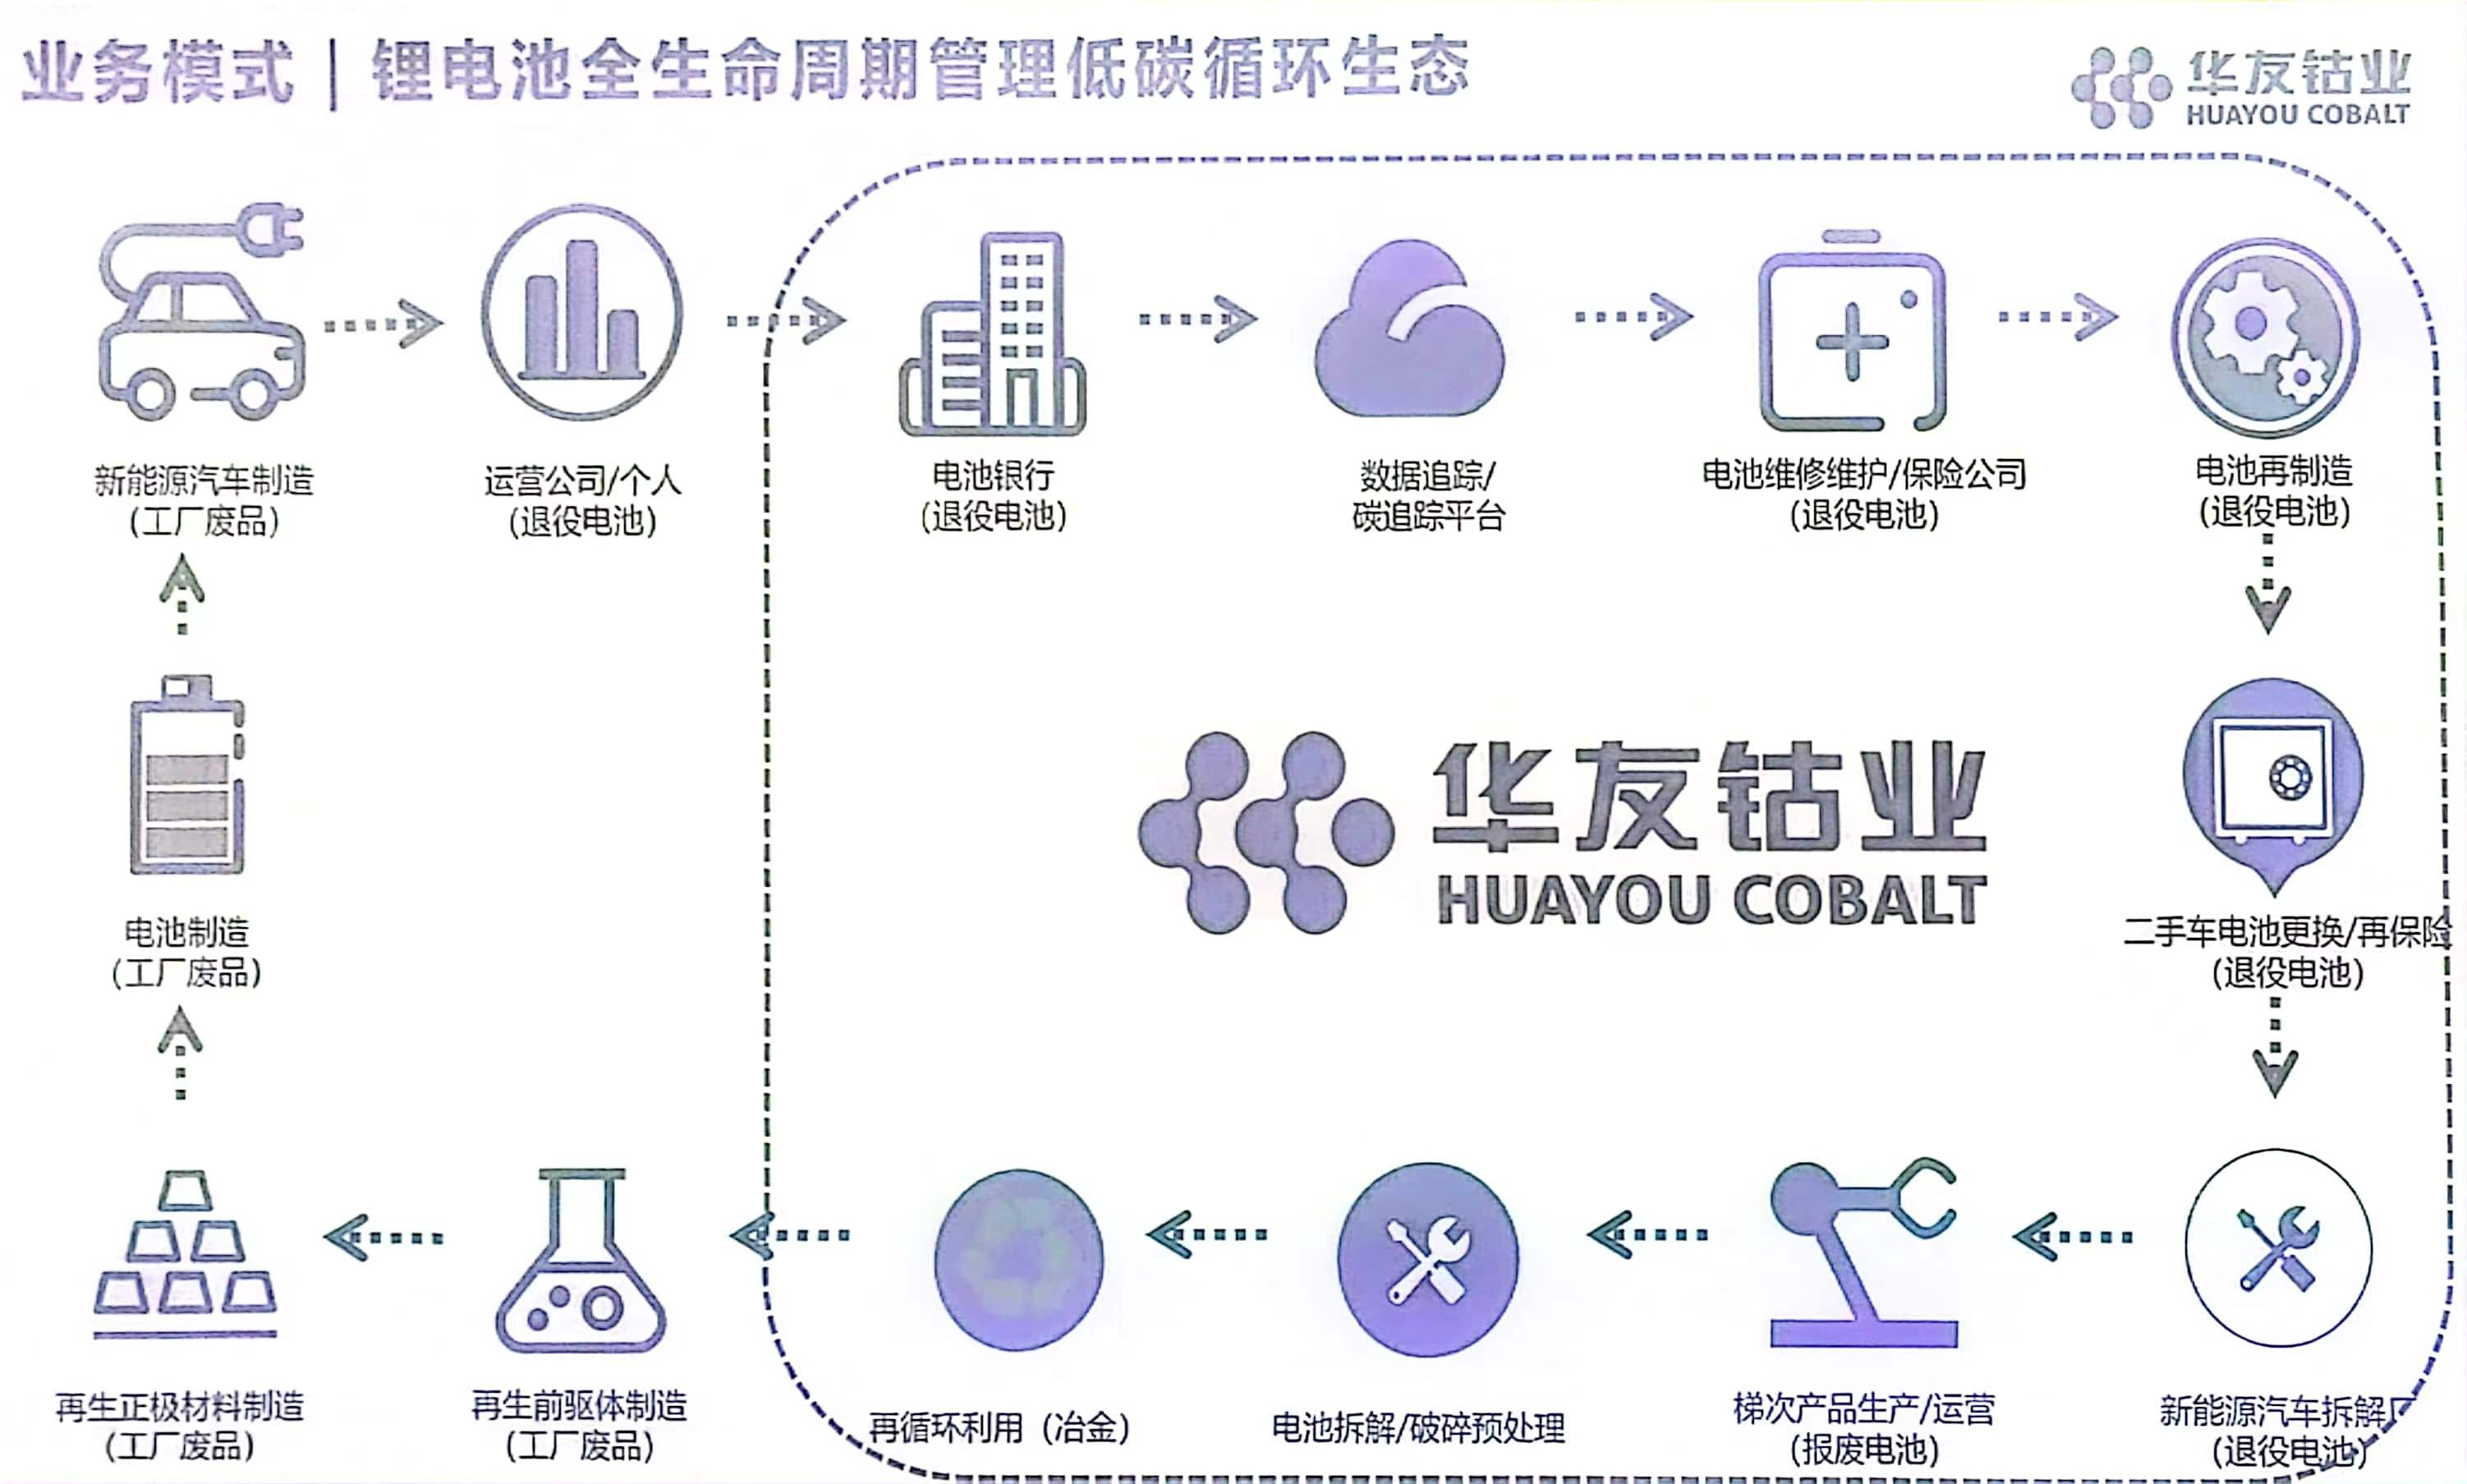 业务模式 | 锂电池全生命周期管理低碳循环生态
华友钴业
HUAYOU COBALT
新能源汽车制造
(工厂废品)
运营公司/个人
(退役电池)
电池银行
(退役电池)
数据追踪/
碳追踪平台
电池维修维护/保险公司
(退役电池)
电池再制造
(退役电池)
华友钴业
HUAYOU COBALT
电池制造
(工厂废品)
二手车电池更换/再保险
(退役电池)
再生正极材料制造
(工厂废品)
再生前驱体制造
(工厂废品)
再循环利用（冶金）
电池拆解/破碎预处理
梯次产品生产/运营
(报废电池)
新能源汽车拆解厂
(退役电池)